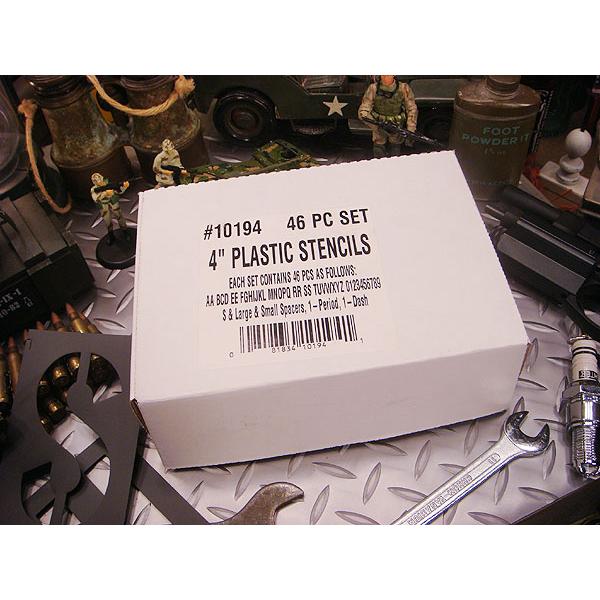 FOOT
POWDER IT
#10194 46 PC SET
4" PLASTIC STENCILS
EACH SET CONTAINS 46 PCS AS FOLLOWS:
AA BCD EE FGHIJKL MNOPQ RR SS TUVWXYZ 0123456789
$ & Large & Small Spacers, 1-Period, 1-Dash
0 81834 10194 1